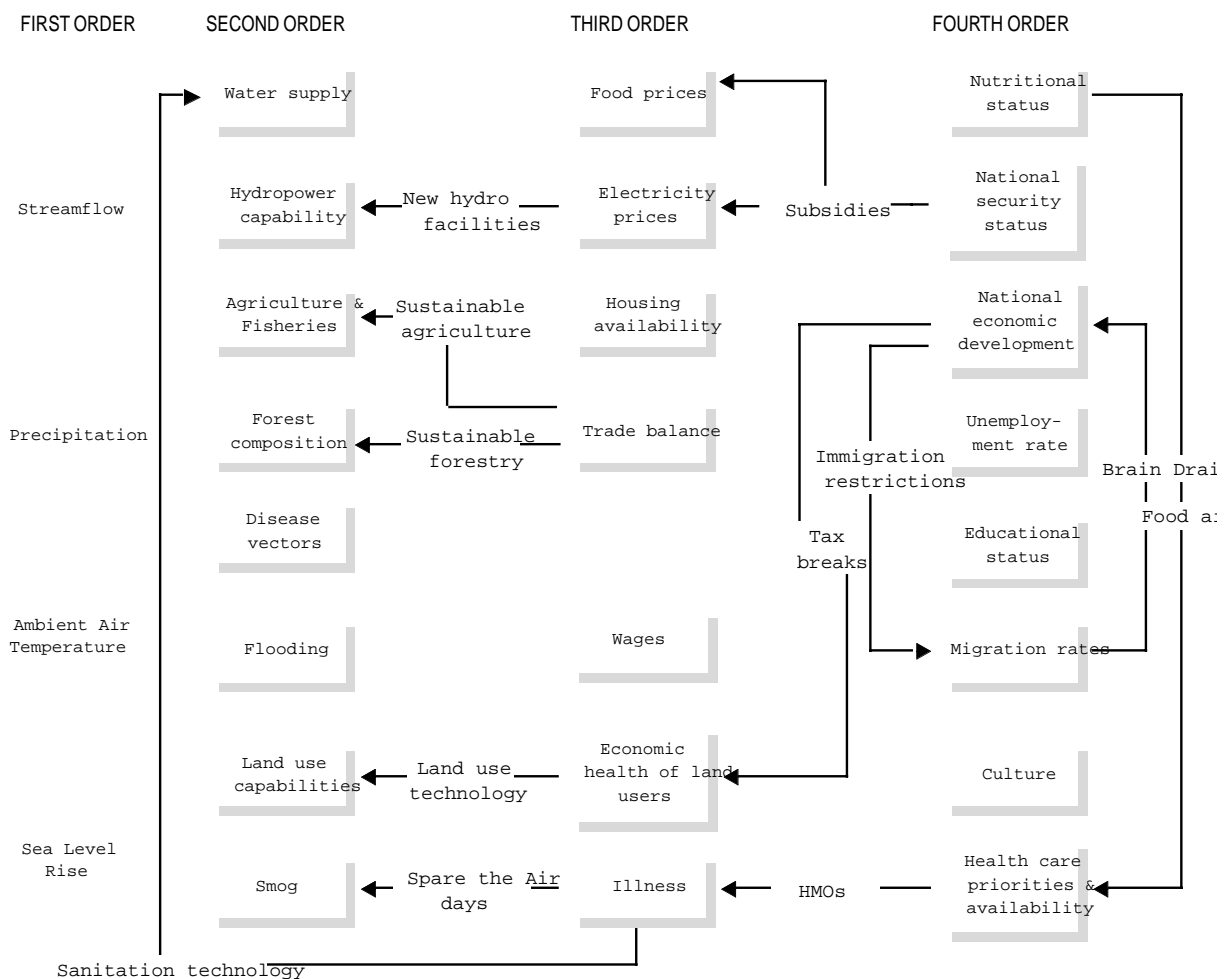 FIRST ORDER
SECOND ORDER
THIRD ORDER
FOURTH ORDER
Water supply
Food prices
Nutritional
status
Streamflow
Hydropower
capability
New hydro
facilities
Electricity
prices
Subsidies
National
security
status
Agriculture &
Fisheries
Sustainable
agriculture
Housing
availability
National
economic
development
Precipitation
Forest
composition
Sustainable
forestry
Trade balance
Immigration
restrictions
Unemploy-
ment rate
Brain Drai
Food a
Disease
vectors
Tax
breaks
Educational
status
Ambient Air
Temperature
Flooding
Wages
Migration rates
Land use
capabilities
Land use
technology
Economic
health of land
users
Culture
Sea Level
Rise
Smog
Spare the Air
days
Illness
HMOs
Health care
priorities &
availability
Sanitation technology